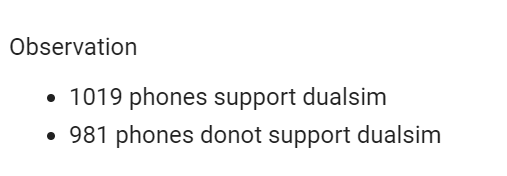 Observation
• 1019 phones support dualsim
• 981 phones donot support dualsim